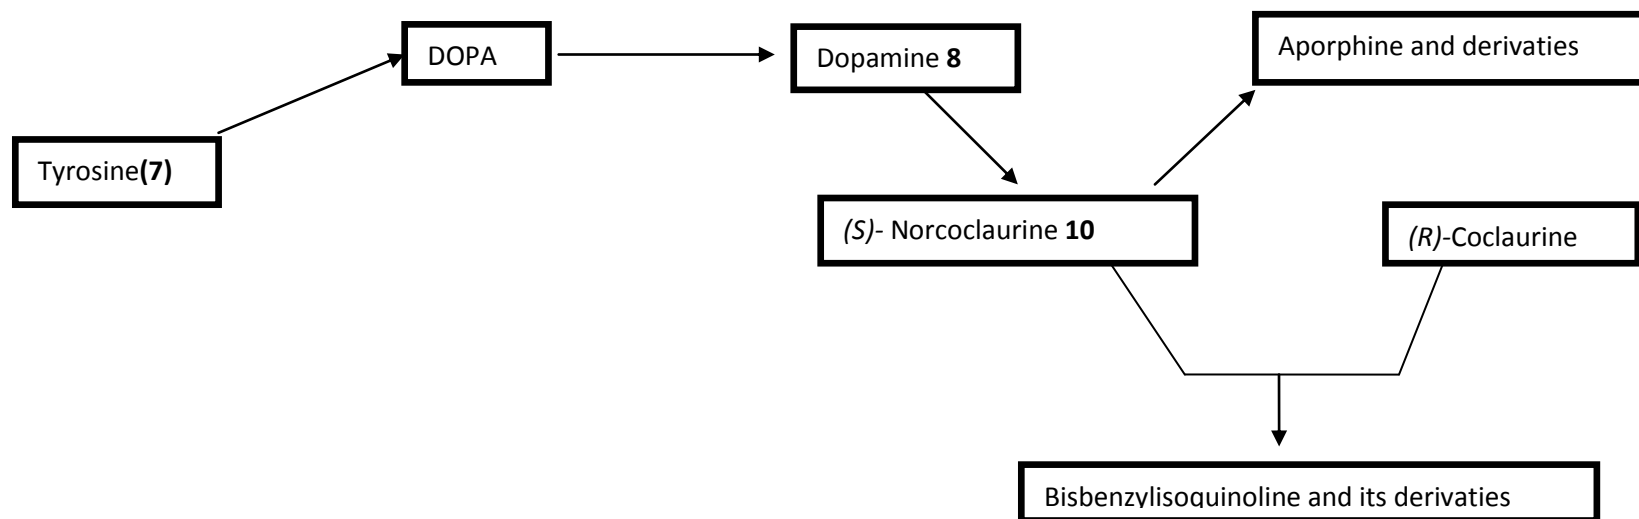 DOPA
Dopamine 8
Aporphine and derivaties
Tyrosine(7)
(S)- Norcoclaurine 10
(R)-Coclaurine
Bisbenzylisoquinoline and its derivaties